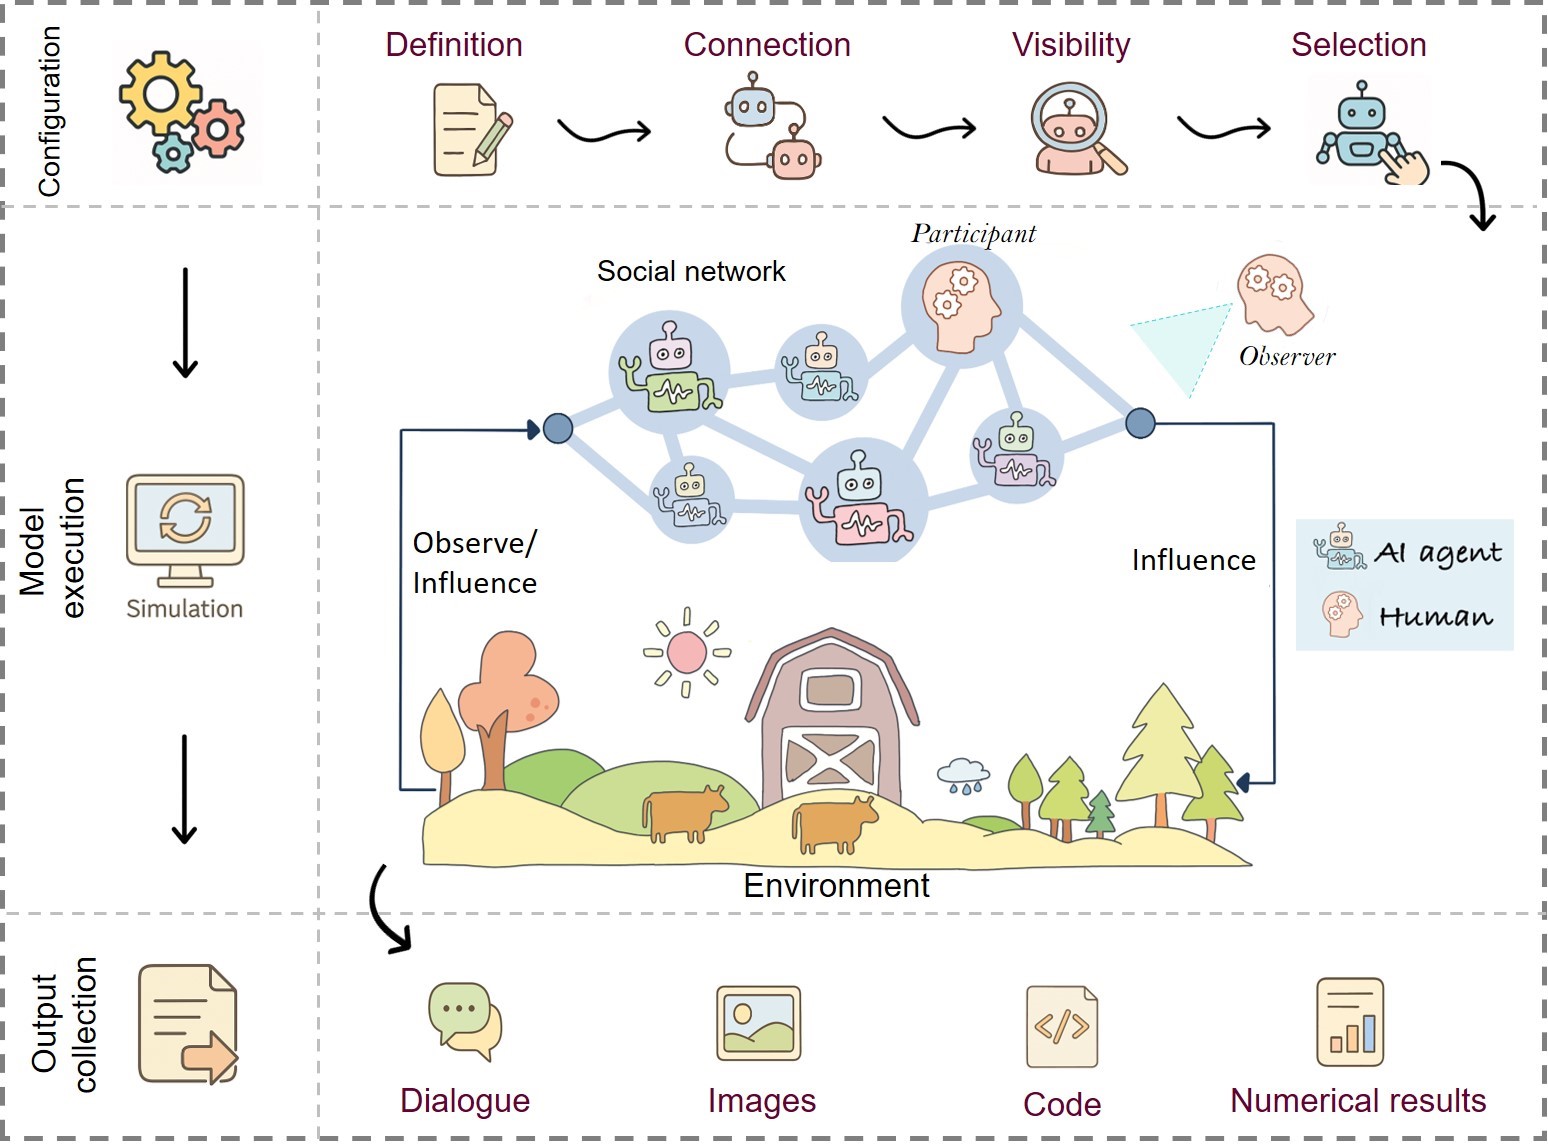 Configuration
Definition
Connection
Visibility
Selection
Model
execution
Simulation
Social network
Participant
Observer
Observe/
Influence
Influence
AI agent
Human
Environment
Output
collection
Dialogue
Images
</>
Code
Numerical results